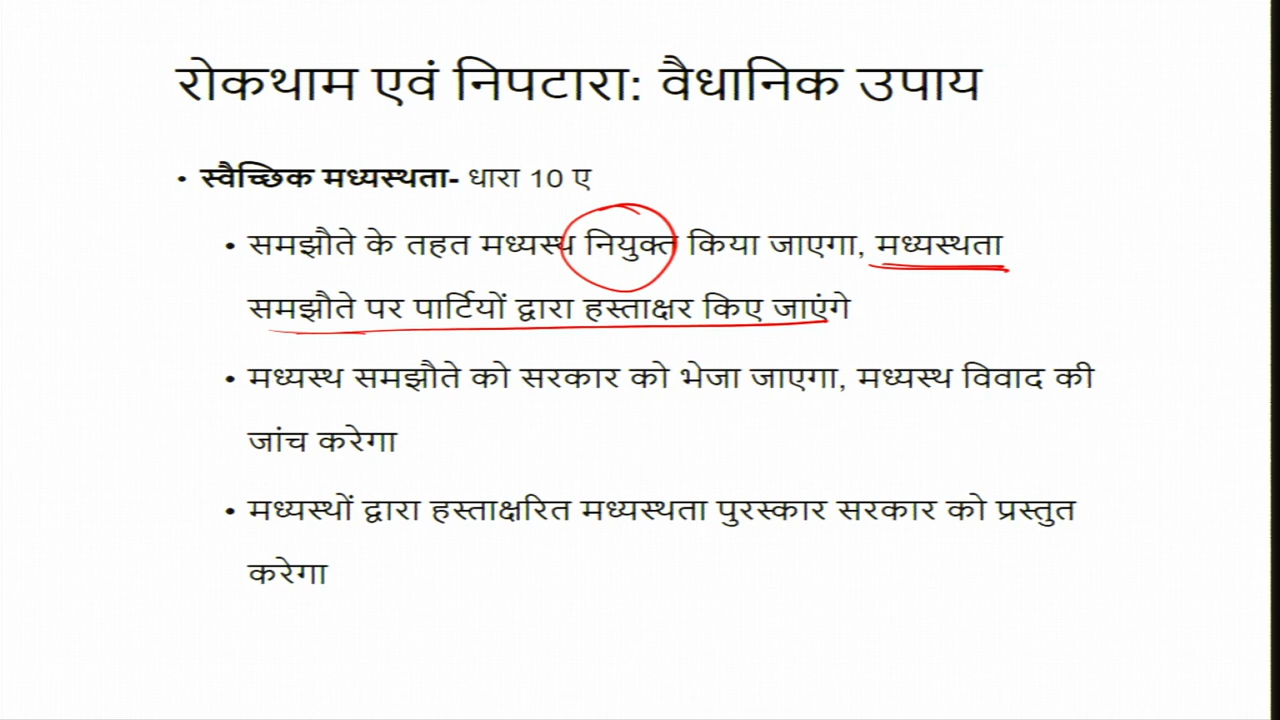 रोकथाम एवं निपटारा: वैधानिक उपाय
• स्वैच्छिक मध्यस्थता- धारा 10 ए
• समझौते के तहत मध्यस्थ नियुक्त किया जाएगा, मध्यस्थता
समझौते पर पार्टियों द्वारा हस्ताक्षर किए जाएंगे
• मध्यस्थ समझौते को सरकार को भेजा जाएगा, मध्यस्थ विवाद की
जांच करेगा
• मध्यस्थों द्वारा हस्ताक्षरित मध्यस्थता पुरस्कार सरकार को प्रस्तुत
करेगा